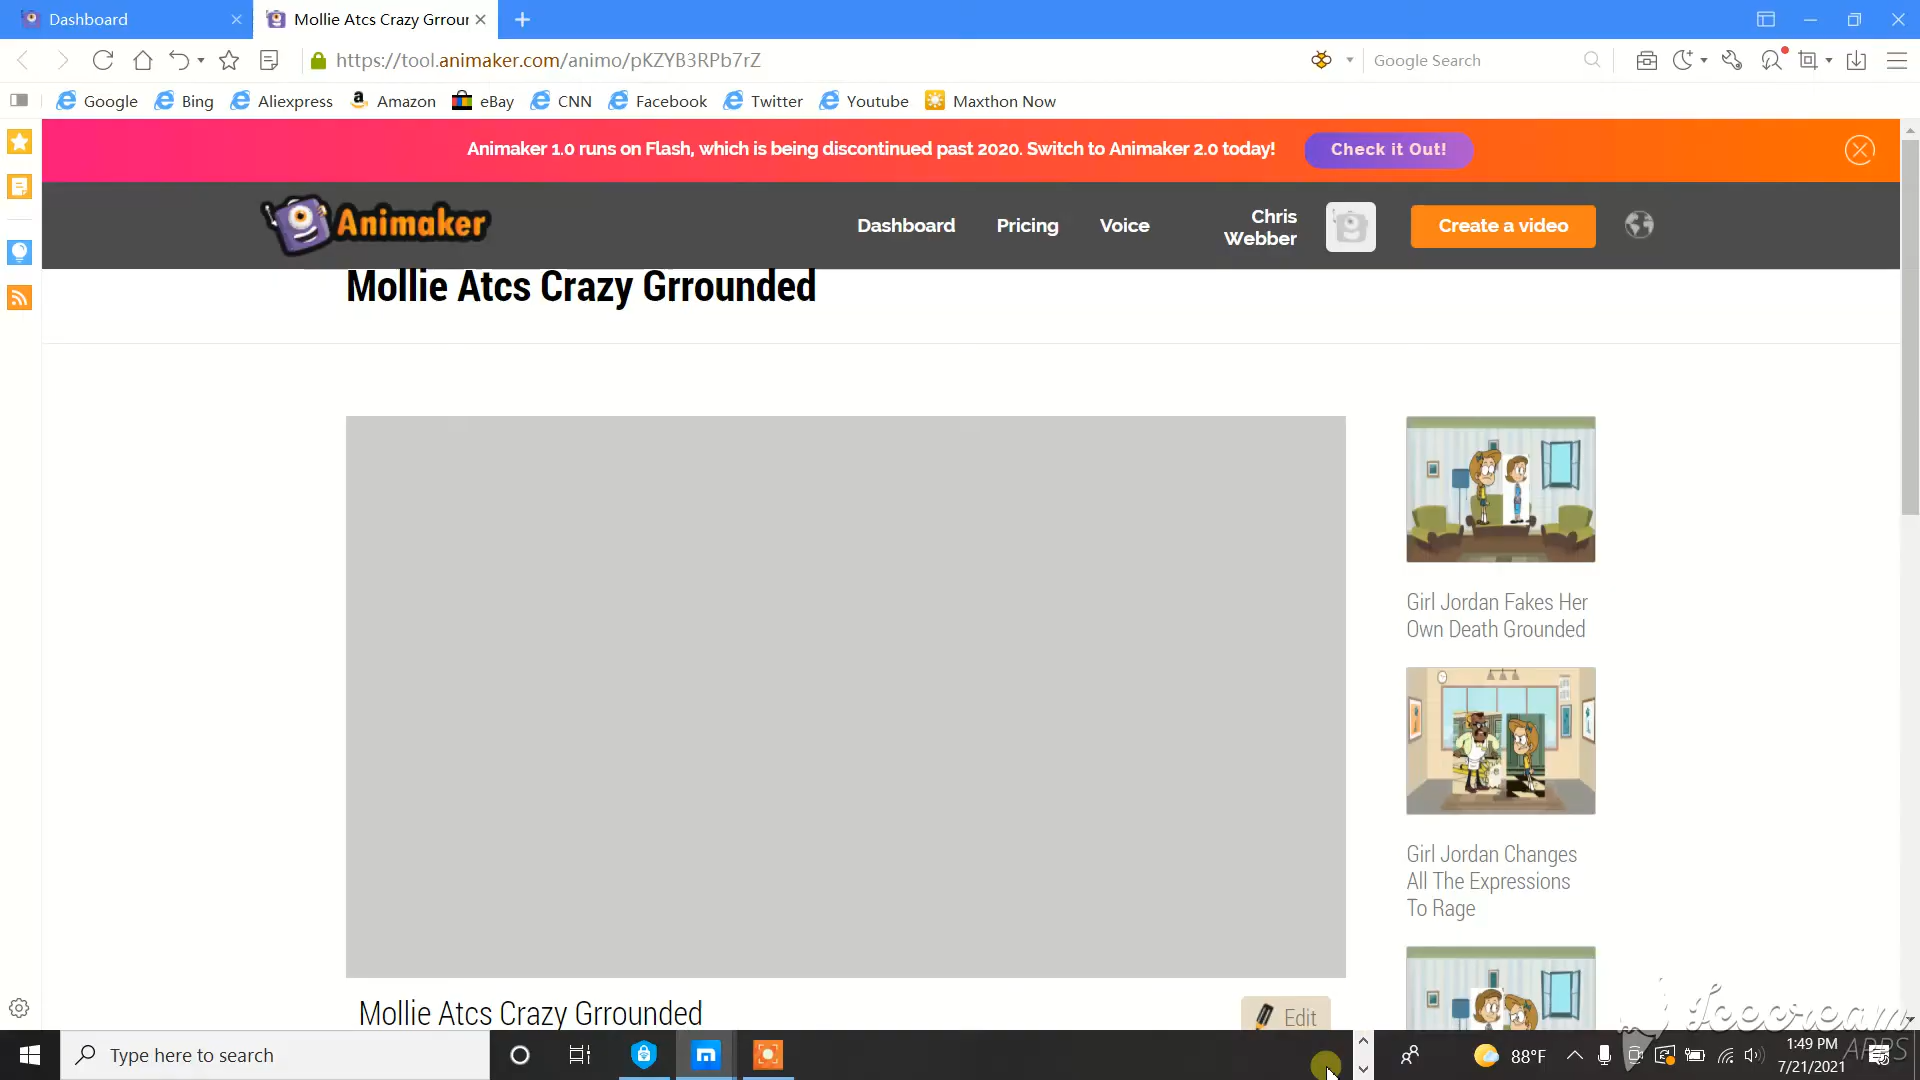 Dashboard
Mollie Atcs Crazy Grrour
https://tool.animaker.com/animo/pKZYB3RPb7rZ
Google Search
Google
Bing
Aliexpress
Amazon
eBay
CNN
Facebook
Twitter
Youtube
Maxthon Now
Animaker 1.0 runs on Flash, which is being discontinued past 2020. Switch to Animaker 2.0 today!
Check it Out!
Animaker
Dashboard
Pricing
Voice
Chris
Webber
Create a video
Mollie Atcs Crazy Grrounded
Girl Jordan Fakes Her
Own Death Grounded
Girl Jordan Changes
All The Expressions
To Rage
Mollie Atcs Crazy Grrounded
Edit
Icecream
APPS
Type here to search
88°F
1:49 PM
7/21/2021